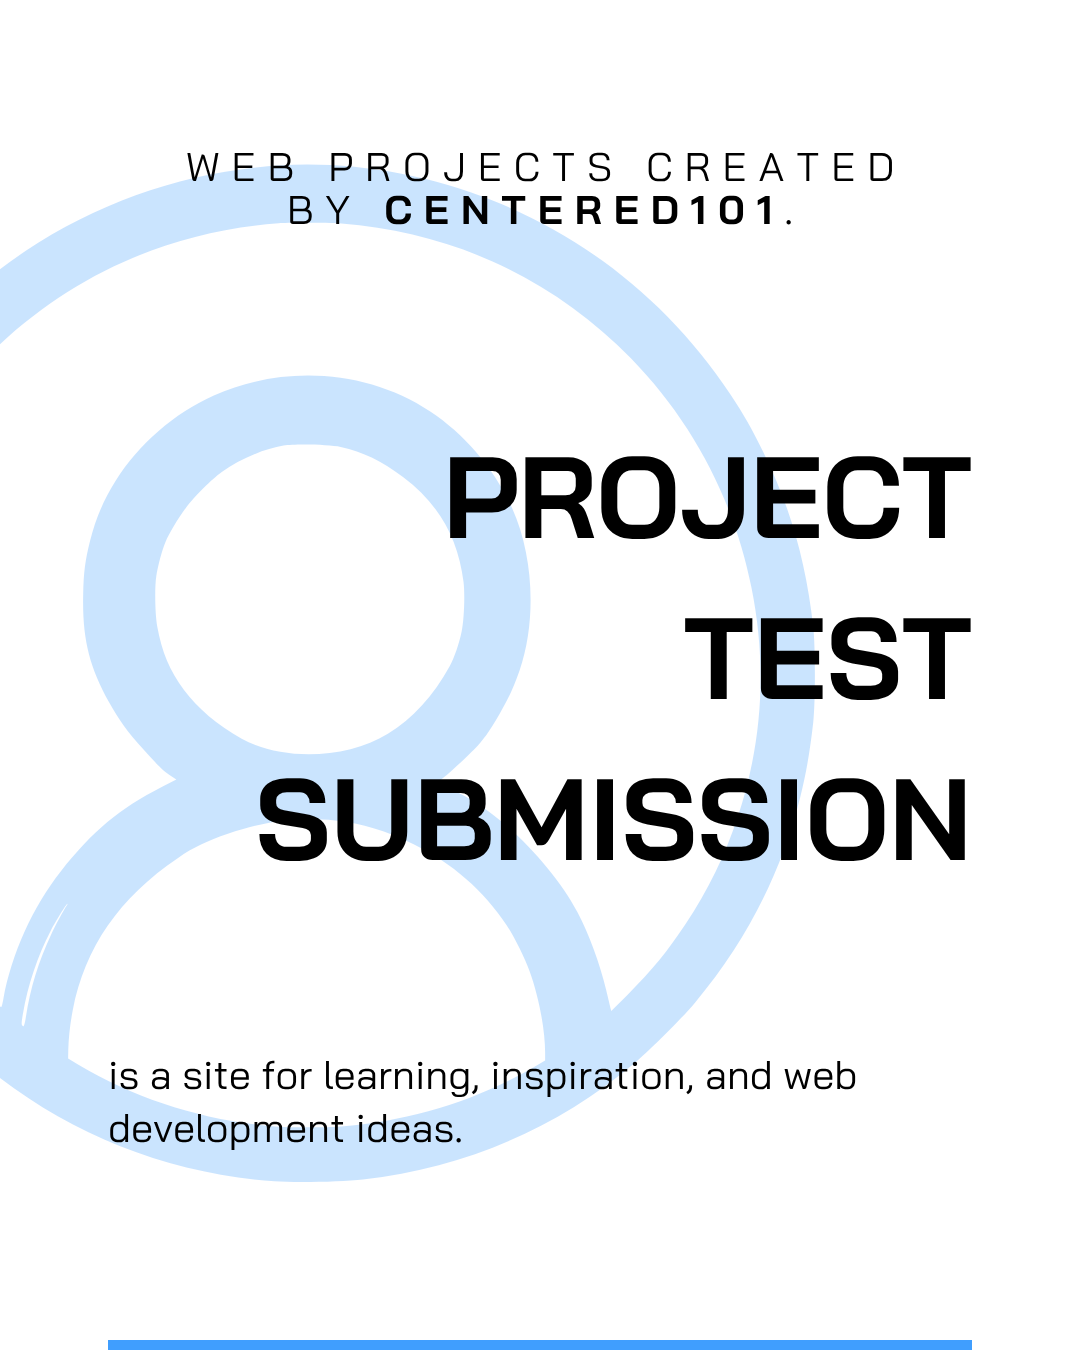 WEB PROJECTS CREATED
BY CENTERED101.
PROJECT
TEST
SUBMISSION
is a site for learning, inspiration, and web
development ideas.